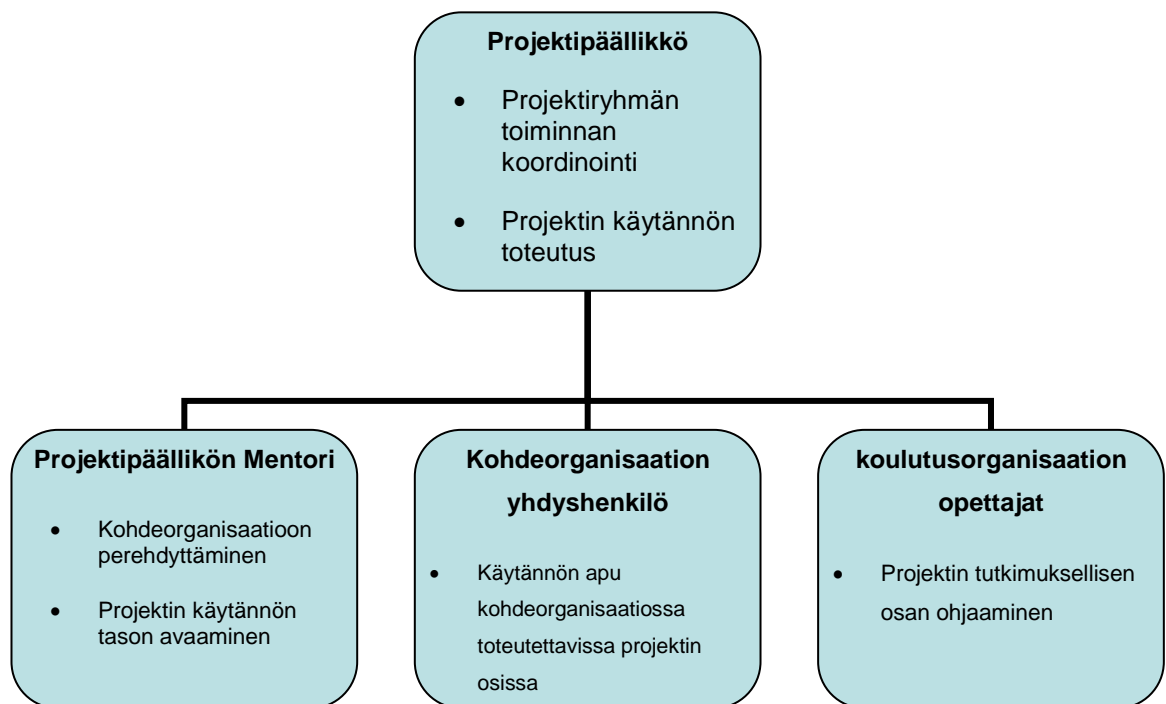 Projektipäällikkö
• Projektiryhmän
toiminnan
koordinointi
• Projektin käytännön
toteutus
Projektipäällikön Mentori
• Kohdeorganisaatioon
perehdyttäminen
• Projektin käytännön
tason avaaminen
Kohdeorganisaation
yhdyshenkilö
• Käytännön apu
kohdeorganisaatiossa
toteutettavissa projektin
osissa
koulutusorganisaation
opettajat
• Projektin tutkimuksellisen
osan ohjaaminen